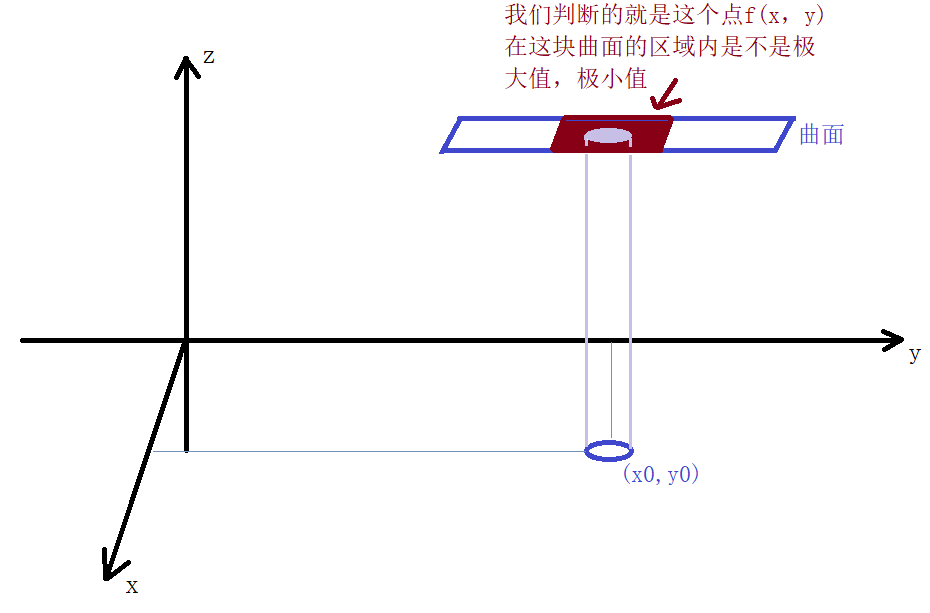 我们判断的就是这个点f(x，y)
在这块曲面的区域内是不是极
大值，极小值
z
曲面
y
(x0,y0)
x